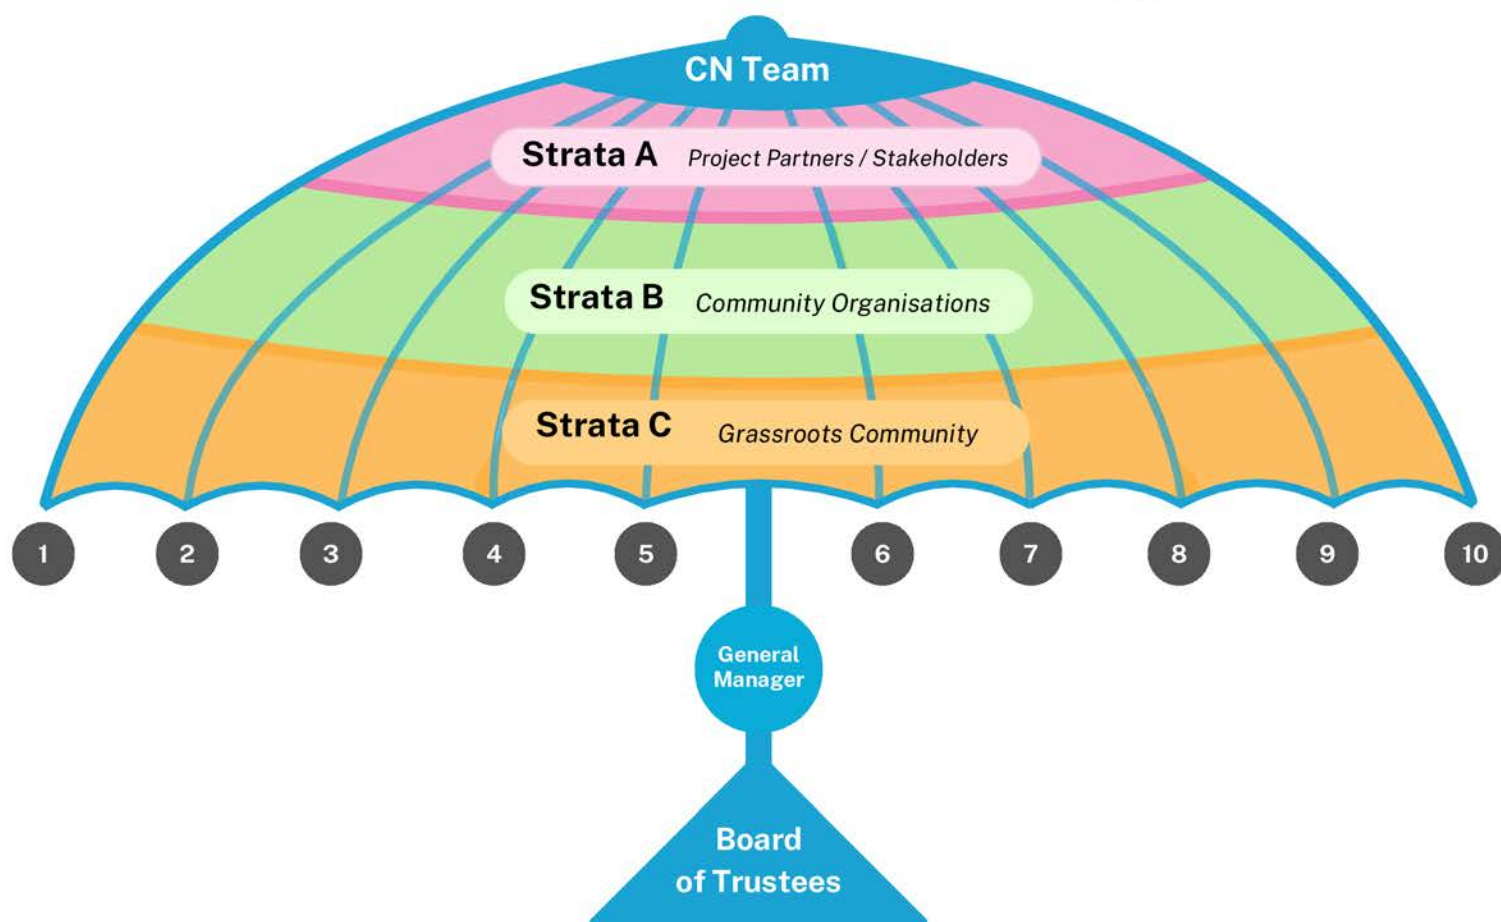 CN Team
Strata A Project Partners / Stakeholders
Strata B Community Organisations
Strata C Grassroots Community
1 2 3 4 5 6 7 8 9 10
General
Manager
Board
of Trustees